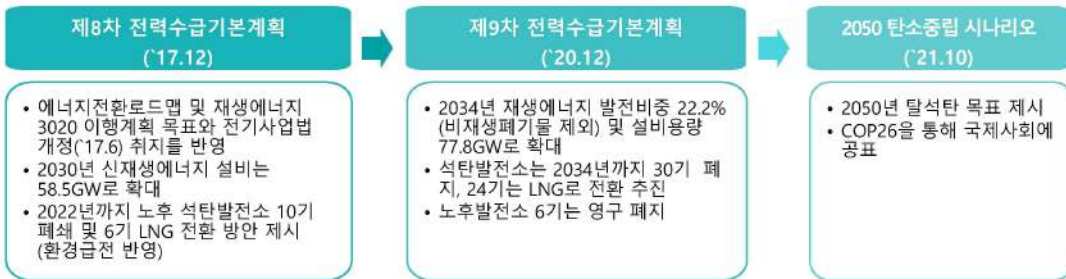 제8차 전력수급기본계획
(`17.12)
• 에너지전환로드맵 및 재생에너지
3020 이행계획 목표와 전기사업법
개정(`17.6) 취지를 반영
• 2030년 신재생에너지 설비는
58.5GW로 확대
• 2022년까지 노후 석탄발전소 10기
폐쇄 및 6기 LNG 전환 방안 제시
(환경급전 반영)
제9차 전력수급기본계획
(`20.12)
• 2034년 재생에너지 발전비중 22.2%
(비재생폐기물 제외) 및 설비용량
77.8GW로 확대
• 석탄발전소는 2034년까지 30기 폐
지, 24기는 LNG로 전환 추진
• 노후발전소 6기는 영구 폐지
2050 탄소중립 시나리오
(`21.10)
• 2050년 탈석탄 목표 제시
• COP26을 통해 국제사회에
공표